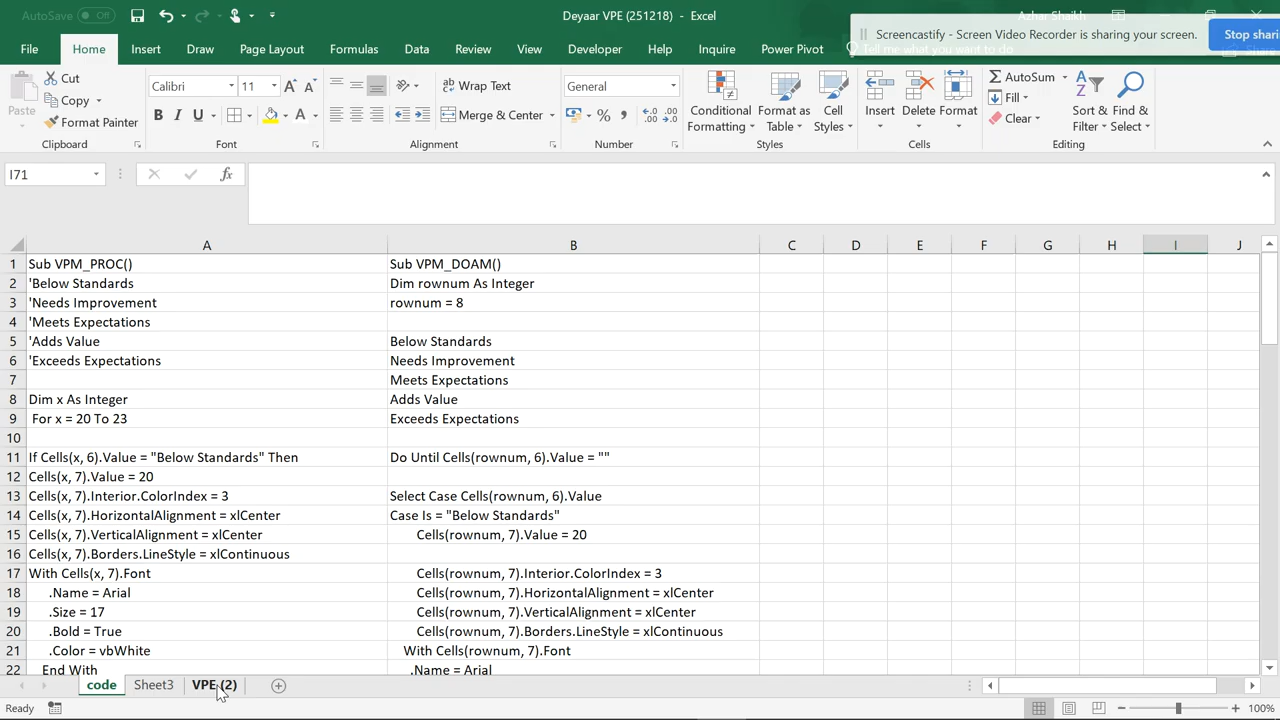 AutoSave Off
Deyaar VPE (251218) - Excel
Azhar Shaikh
Screencastify - Screen Video Recorder is sharing your screen.
Stop shari
File Home Insert Draw Page Layout Formulas Data Review View Developer Help Inquire Power Pivot Tell me what you want to do
Share
Paste
Cut
Copy
Format Painter
Clipboard
Calibri 11
B I U
Font
Wrap Text
Merge & Center
Alignment
General
Number
Conditional Formatting
Format as Table
Cell Styles
Styles
Insert Delete Format
Cells
AutoSum
Fill
Clear
Sort & Filter
Find & Select
Editing
I71
fx
A B C D E F G H I J
1 Sub VPM_PROC() Sub VPM_DOAM()
2 'Below Standards Dim rownum As Integer
3 'Needs Improvement rownum = 8
4 'Meets Expectations
5 'Adds Value Below Standards
6 'Exceeds Expectations Needs Improvement
7 Meets Expectations
8 Dim x As Integer Adds Value
9 For x = 20 To 23 Exceeds Expectations
10
11 If Cells(x, 6).Value = "Below Standards" Then Do Until Cells(rownum, 6).Value = ""
12 Cells(x, 7).Value = 20
13 Cells(x, 7).Interior.ColorIndex = 3 Select Case Cells(rownum, 6).Value
14 Cells(x, 7).HorizontalAlignment = xlCenter Case Is = "Below Standards"
15 Cells(x, 7).VerticalAlignment = xlCenter Cells(rownum, 7).Value = 20
16 Cells(x, 7).Borders.LineStyle = xlContinuous
17 With Cells(x, 7).Font Cells(rownum, 7).Interior.ColorIndex = 3
18 .Name = Arial Cells(rownum, 7).HorizontalAlignment = xlCenter
19 .Size = 17 Cells(rownum, 7).VerticalAlignment = xlCenter
20 .Bold = True Cells(rownum, 7).Borders.LineStyle = xlContinuous
21 .Color = vbWhite With Cells(rownum, 7).Font
22 End With .Name = Arial
code Sheet3 VPE (2)
Ready
100%